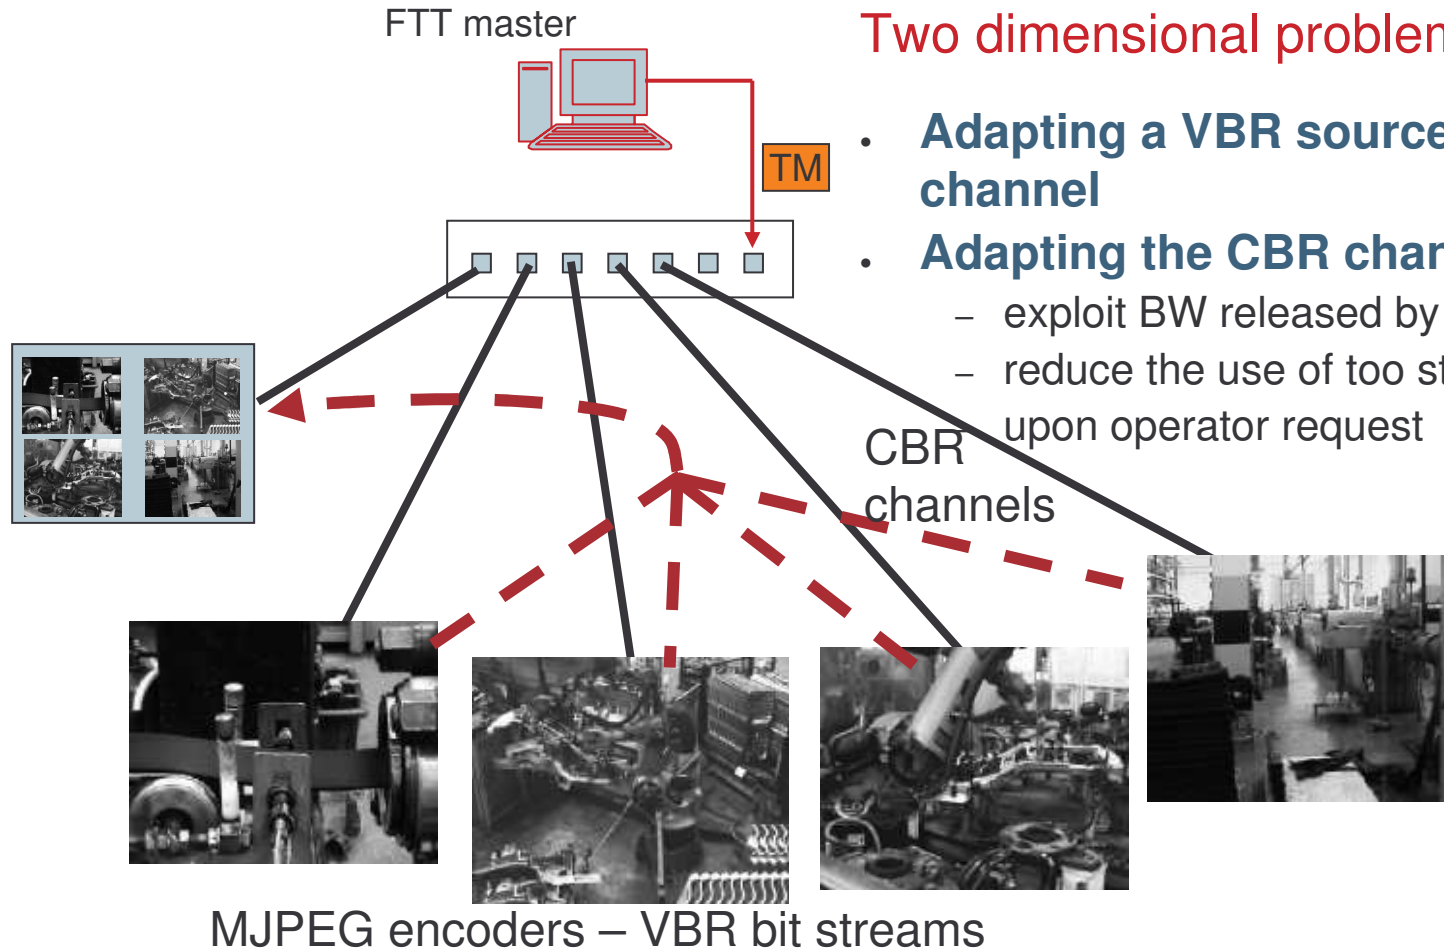 FTT master
Two dimensional problem
TM
• Adapting a VBR source
channel
• Adapting the CBR chan
– exploit BW released by
– reduce the use of too st
upon operator request
CBR
channels
MJPEG encoders – VBR bit streams